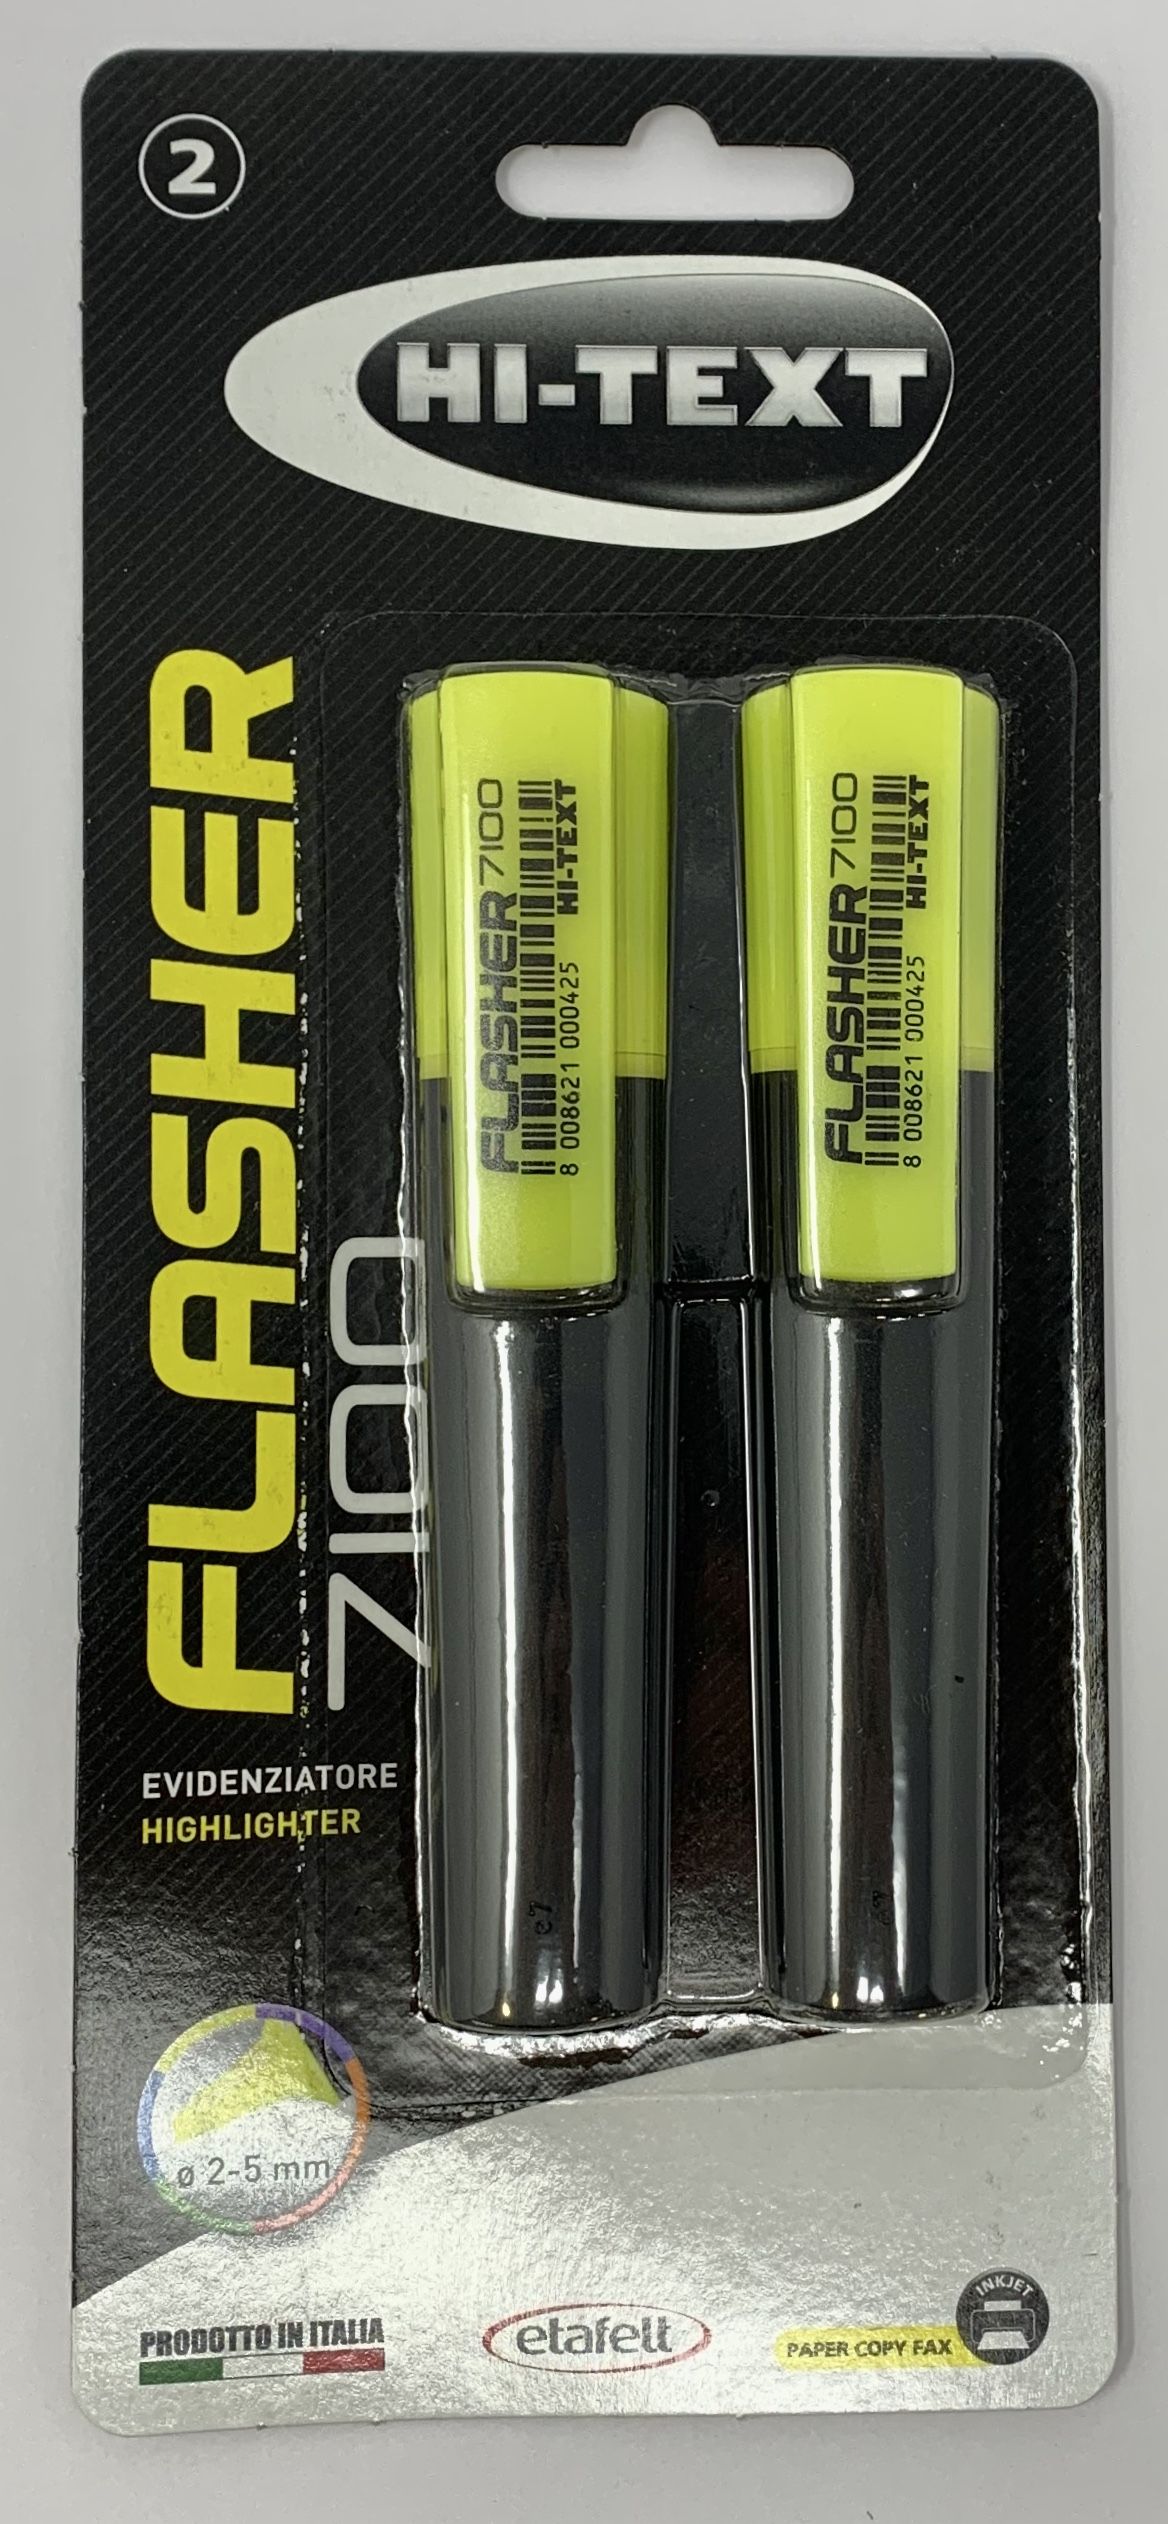 2
HI-TEXT
FLASHER
7100
FLASHER 7100
HI-TEXT
8 008621 000425
FLASHER 7100
HI-TEXT
8 008621 000425
EVIDENZIATORE
HIGHLIGHTER
ø 2-5 mm
PRODOTTO IN ITALIA
etafelt
PAPER COPY FAX
INKJET